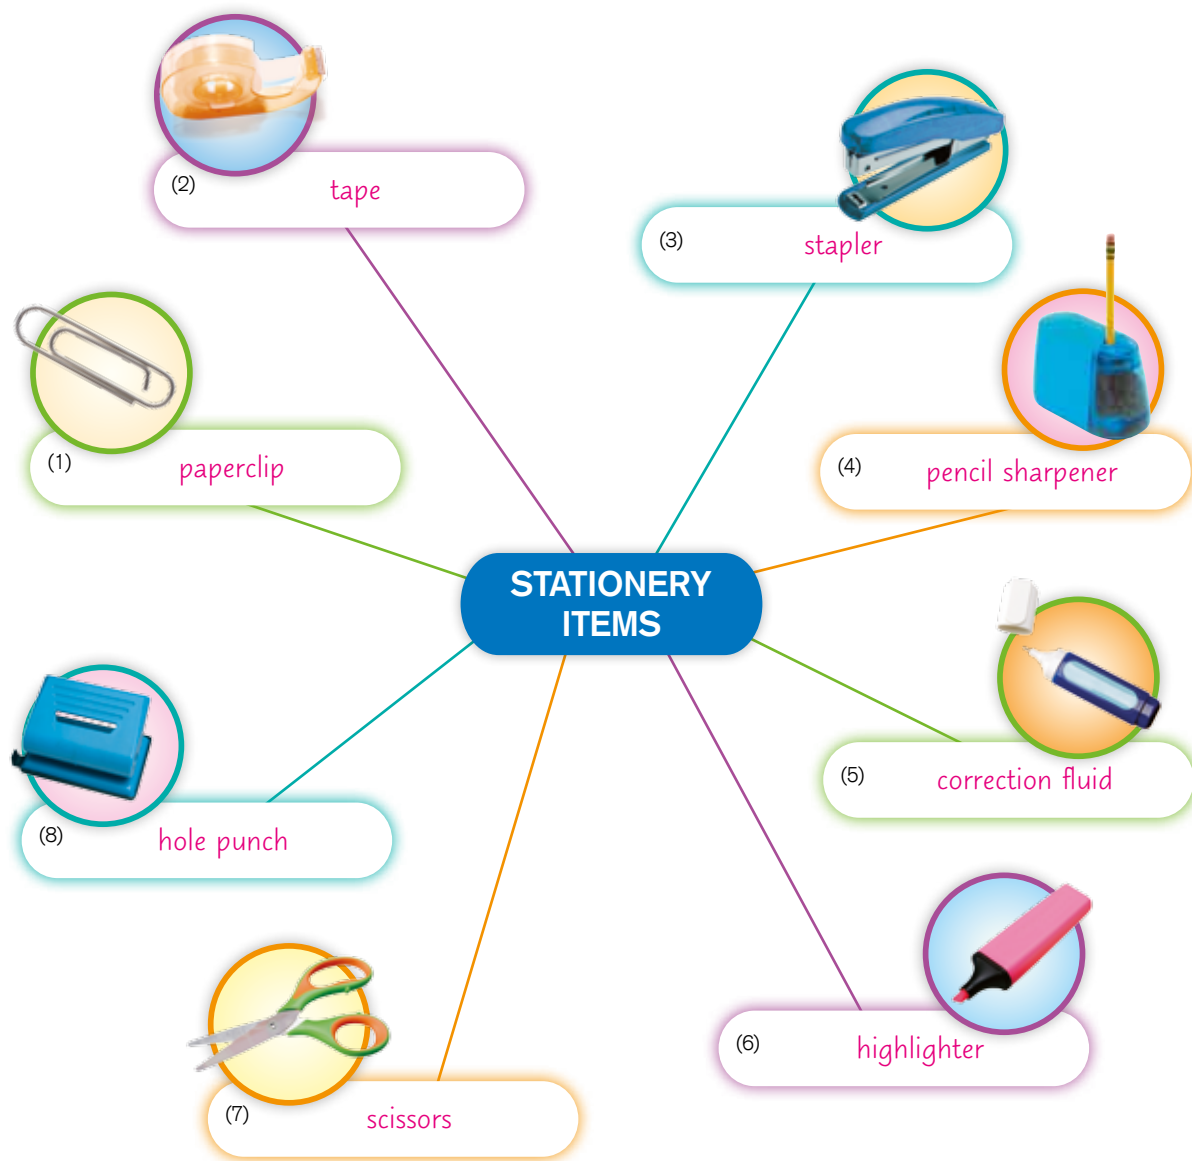 (2) tape
(3) stapler
(1) paperclip
(4) pencil sharpener
STATIONERY
ITEMS
(5) correction fluid
(8) hole punch
(6) highlighter
(7) scissors